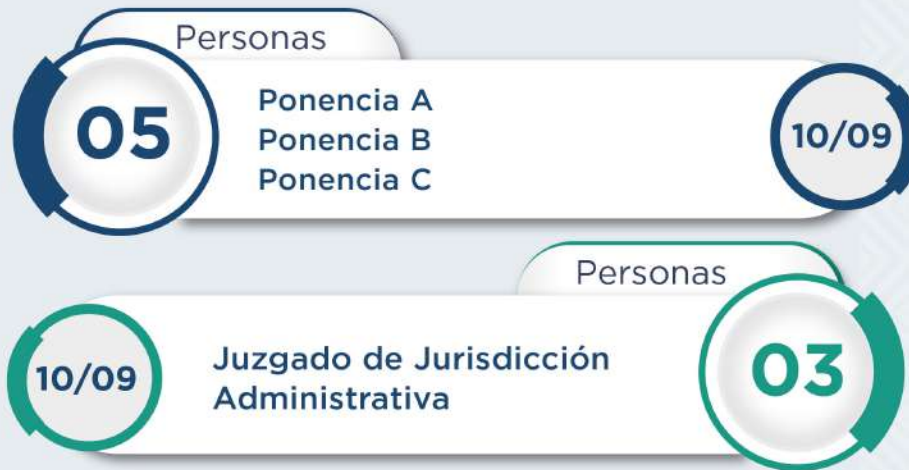 Personas
05
Ponencia A
Ponencia B
Ponencia C
10/09
Personas
10/09
Juzgado de Jurisdicción
Administrativa
03